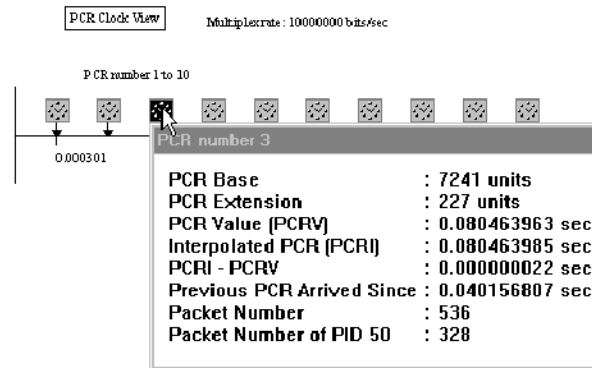 PCR Clock View
Multiplexrate : 10000000 bits/sec
PCR number 1 to 10
0.000301
PCR number 3
PCR Base : 7241 units
PCR Extension : 227 units
PCR Value (PCRV) : 0.080463963 sec
Interpolated PCR (PCRI) : 0.080463985 sec
PCRI - PCRV : 0.000000022 sec
Previous PCR Arrived Since : 0.040156807 sec
Packet Number : 536
Packet Number of PID 50 : 328